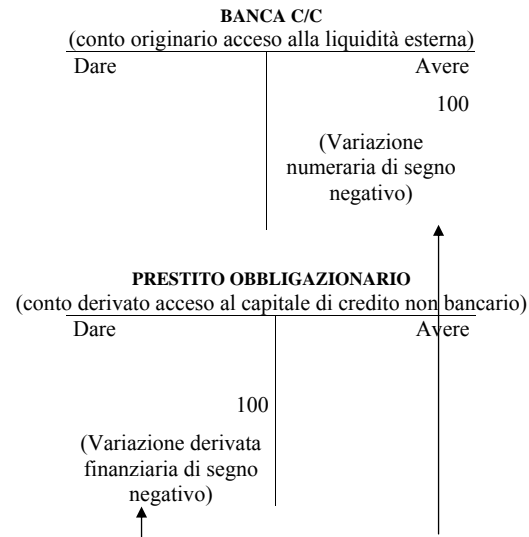 BANCA C/C
(conto originario acceso alla liquidità esterna)
Dare Avere
100
(Variazione
numeraria di segno
negativo)
PRESTITO OBBLIGAZIONARIO
(conto derivato acceso al capitale di credito non bancario)
Dare Avere
100
(Variazione derivata
finanziaria di segno
negativo)